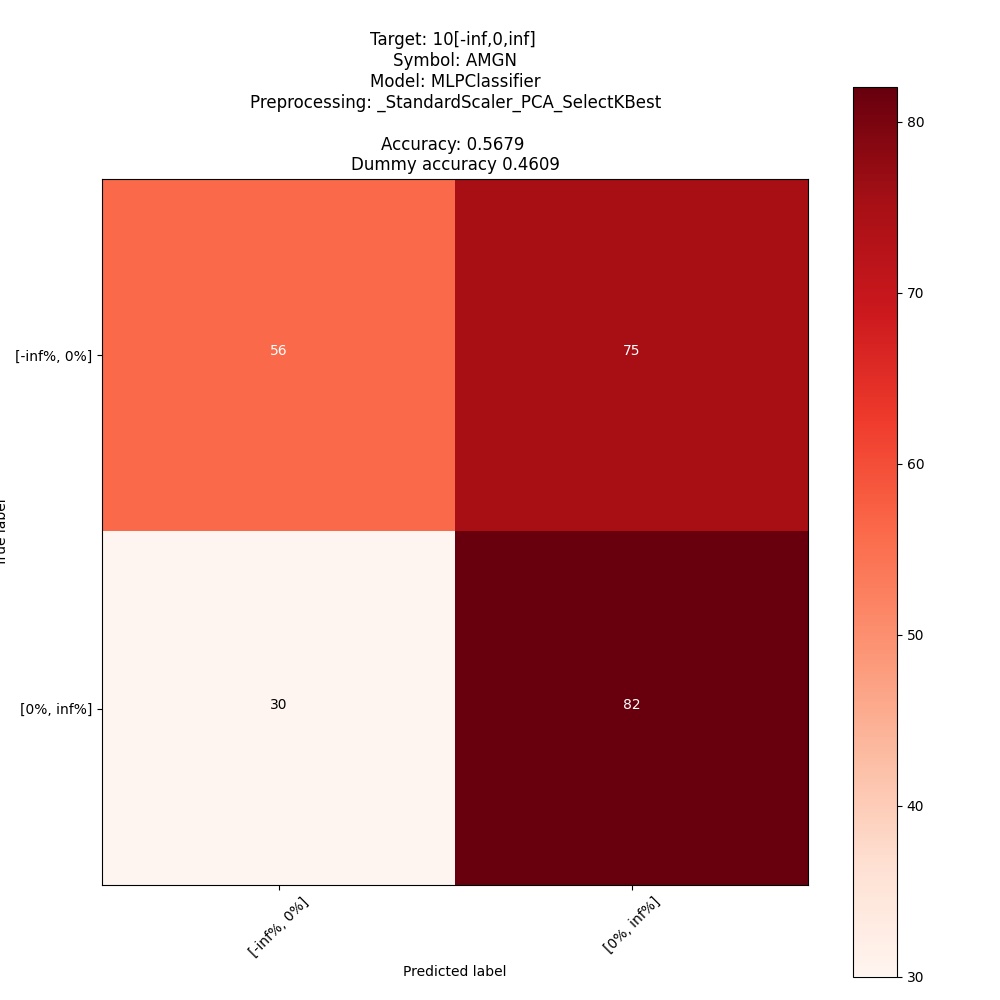 Target: 10[-inf,0,inf]
Symbol: AMGN
Model: MLPClassifier
Preprocessing: _StandardScaler_PCA_SelectKBest
Accuracy: 0.5679
Dummy accuracy 0.4609
80
70
60
50
40
30
[-inf%, 0%]
56
75
[0%, inf%]
30
82
[-inf%, 0%]
[0%, inf%]
Predicted label